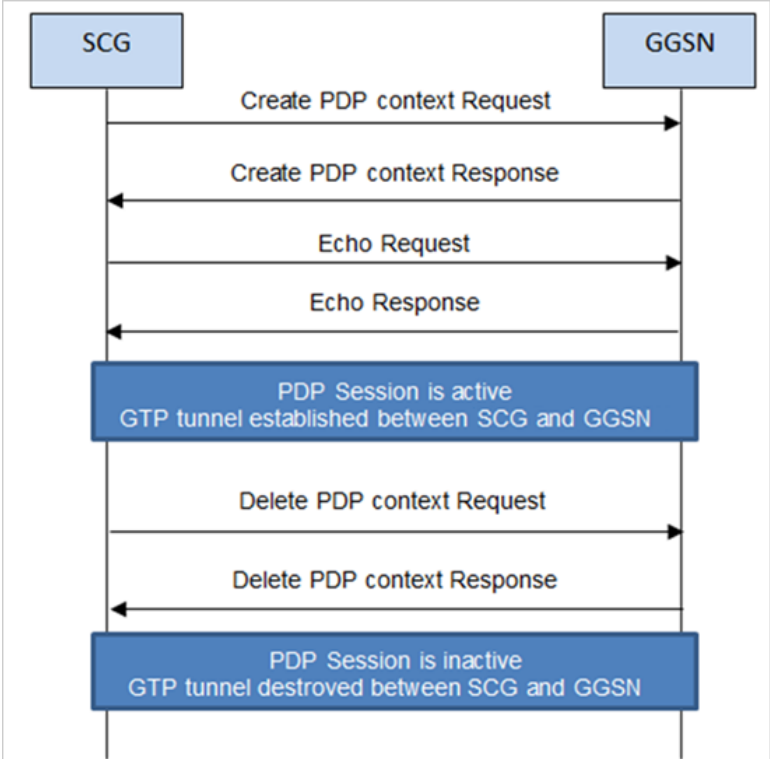 SCG
GGSN
Create PDP context Request
Create PDP context Response
Echo Request
Echo Response
PDP Session is active
GTP tunnel established between SCG and GGSN
Delete PDP context Request
Delete PDP context Response
PDP Session is inactive
GTP tunnel destroved between SCG and GGSN